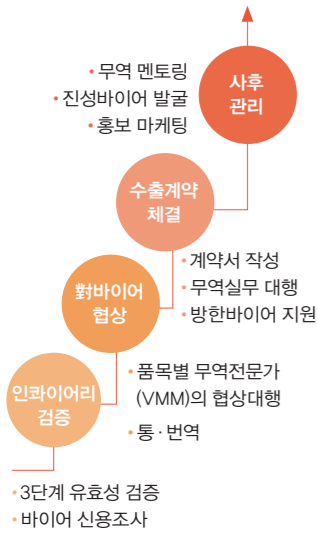 • 무역 멘토링
• 진성바이어 발굴
• 홍보 마케팅
사후
관리
수출계약
체결
• 계약서 작성
• 무역실무 대행
• 방한바이어 지원
對바이어
협상
• 품목별 무역전문가
(VMM)의 협상대행
• 통·번역
인콰이어리
검증
• 3단계 유효성 검증
• 바이어 신용조사